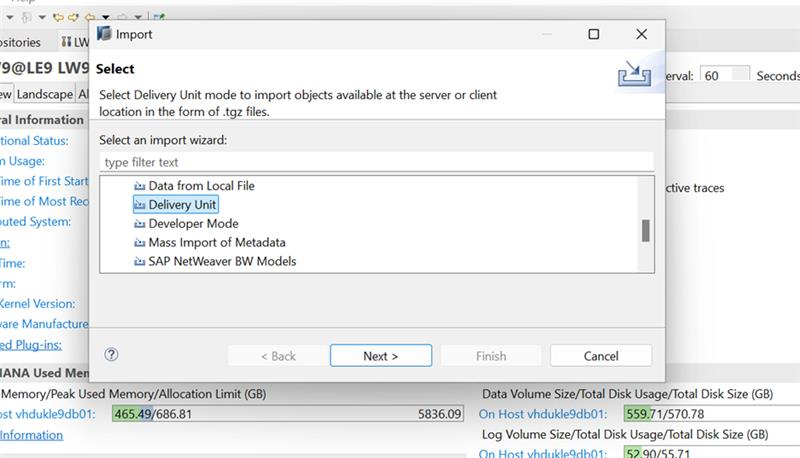 Import
ositories
LW
9@LE9 LW9
erval: 60 Seconds
Select
Select Delivery Unit mode to import objects available at the server or client
location in the form of .tgz files.
ew Landscape Al
Select an import wizard:
ral Information
type filter text
tional Status:
m Usage:
Time of First Start
Time of Most Rec
buted System:
on:
Time:
orm:
Kernel Version:
ware Manufacture
ed Plug-ins:
Data from Local File
Delivery Unit
Developer Mode
Mass Import of Metadata
SAP NetWeaver BW Models
ctive traces
< Back Next > Finish Cancel
HANA Used Mem
Memory/Peak Used Memory/Allocation Limit (GB)
ost vhdukle9db01: 465.49/686.81 5836.09
Information
Data Volume Size/Total Disk Usage/Total Disk Size (GB)
On Host vhdukle9db01: 559.71/570.78
Log Volume Size/Total Disk Usage/Total Disk Size (GB)
On Host vhdukle9db01: 52.90/55.71